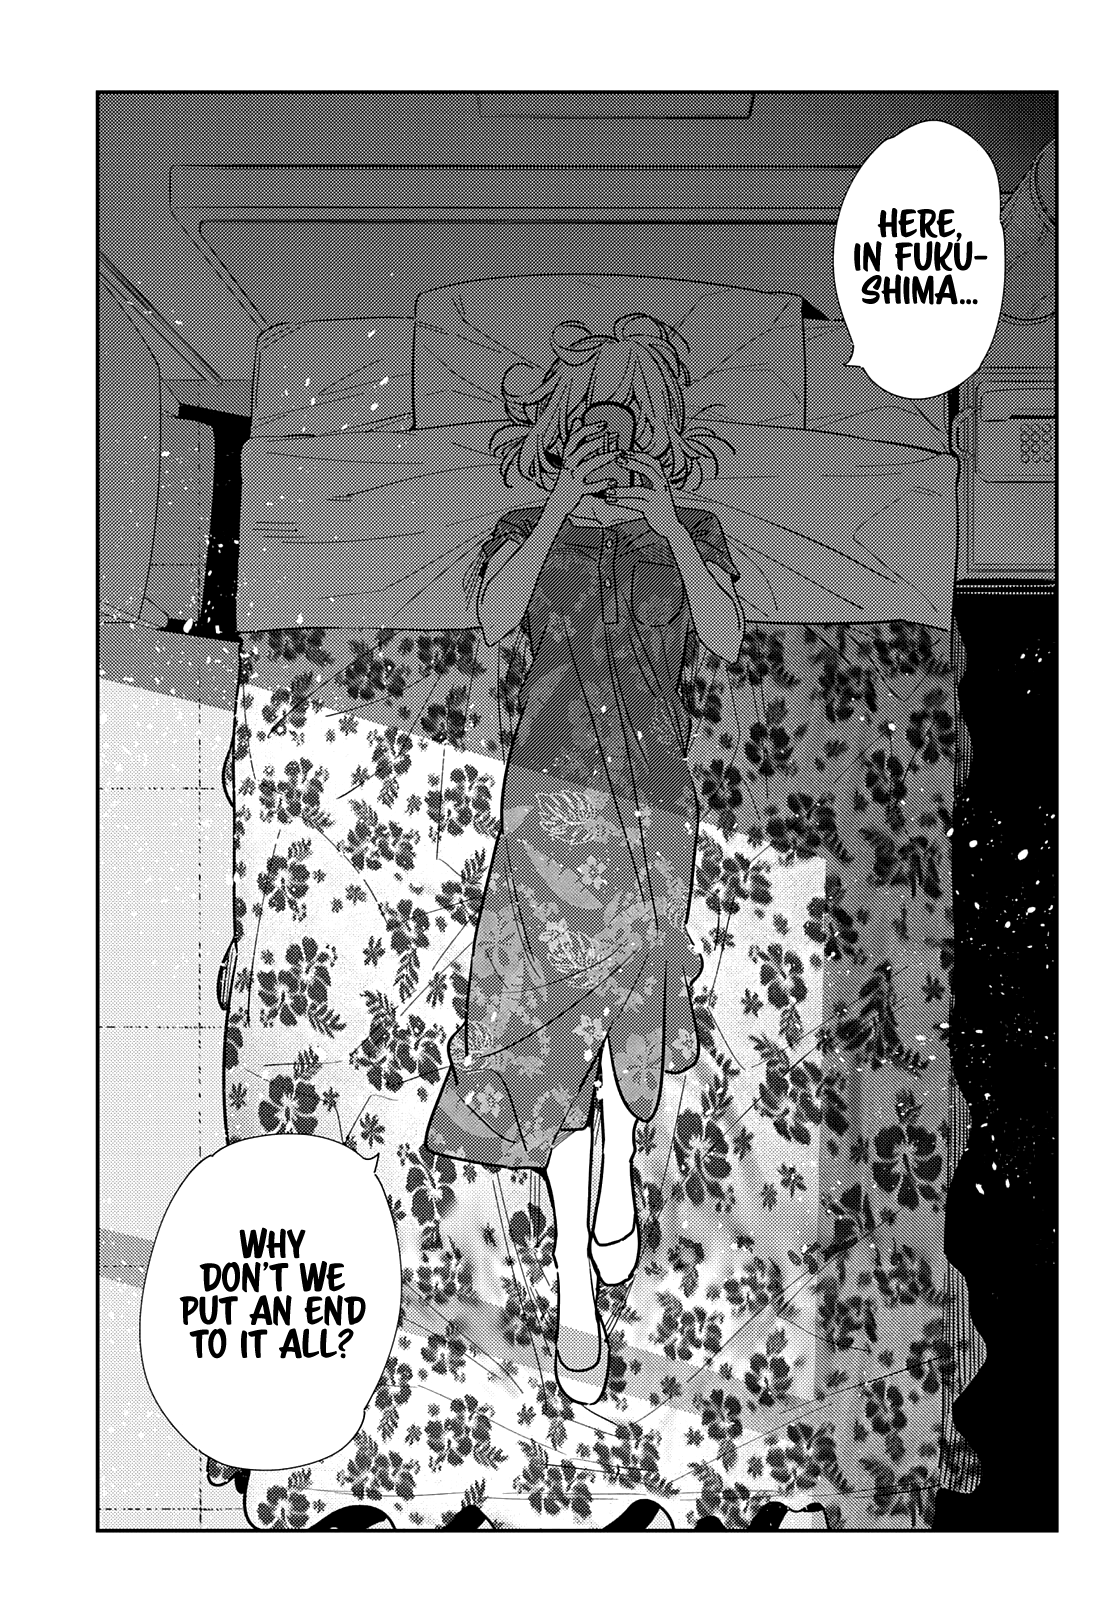 HERE,
IN FUKU-
SHIMA...
WHY
DON'T WE
PUT AN END
TO IT ALL?